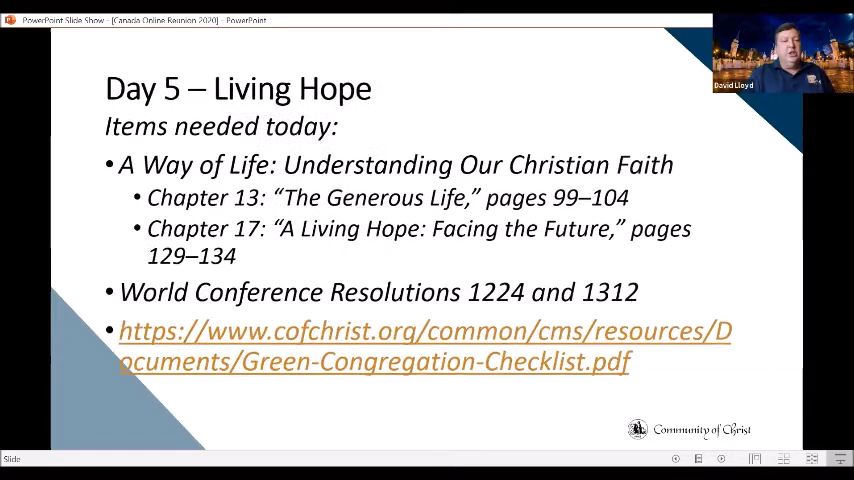 PowerPoint Slide Show - [Canada Online Reunion 2020] - PowerPoint
David Lloyd
Day 5 – Living Hope
Items needed today:
• A Way of Life: Understanding Our Christian Faith
• Chapter 13: “The Generous Life,” pages 99–104
• Chapter 17: “A Living Hope: Facing the Future,” pages
129–134
• World Conference Resolutions 1224 and 1312
• https://www.cofchrist.org/common/cms/resources/D
ocuments/Green-Congregation-Checklist.pdf
Community of Christ
Slide